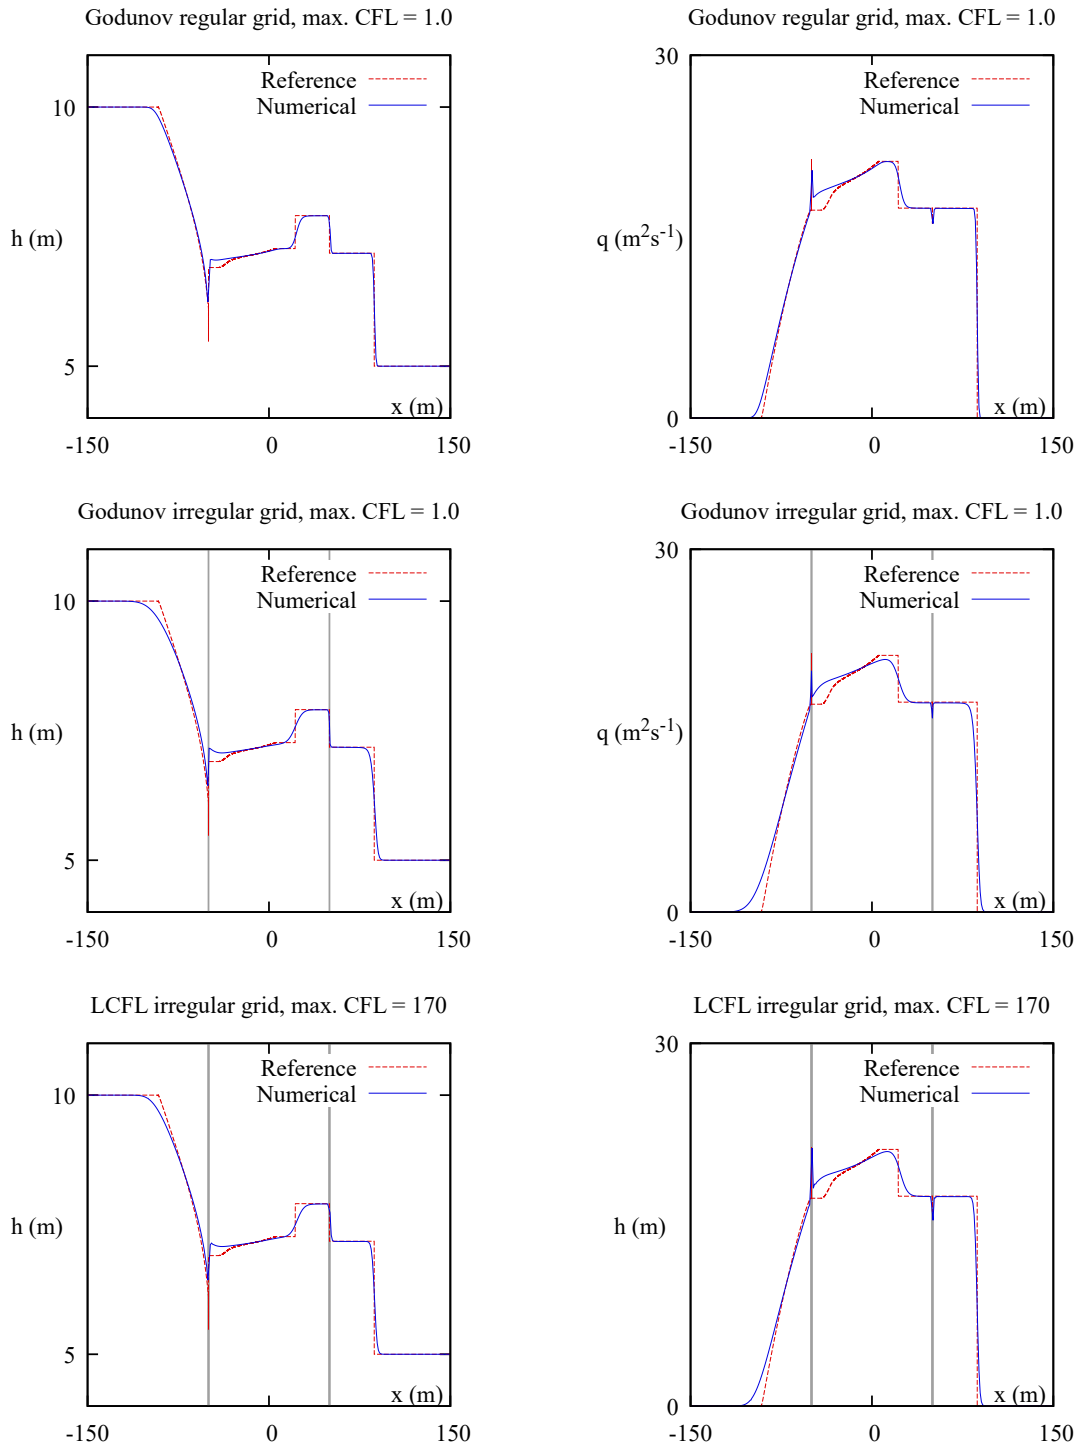 Godunov regular grid, max. CFL = 1.0
Reference
Numerical
10
h (m)
5
x (m)
-150
0
150
Godunov regular grid, max. CFL = 1.0
30
Reference
Numerical
q (m²s⁻¹)
0
x (m)
-150
0
150
Godunov irregular grid, max. CFL = 1.0
Reference
Numerical
10
h (m)
5
x (m)
-150
0
150
Godunov irregular grid, max. CFL = 1.0
30
Reference
Numerical
q (m²s⁻¹)
0
x (m)
-150
0
150
LCFL irregular grid, max. CFL = 170
Reference
Numerical
10
h (m)
5
x (m)
-150
0
150
LCFL irregular grid, max. CFL = 170
30
Reference
Numerical
h (m)
0
x (m)
-150
0
150